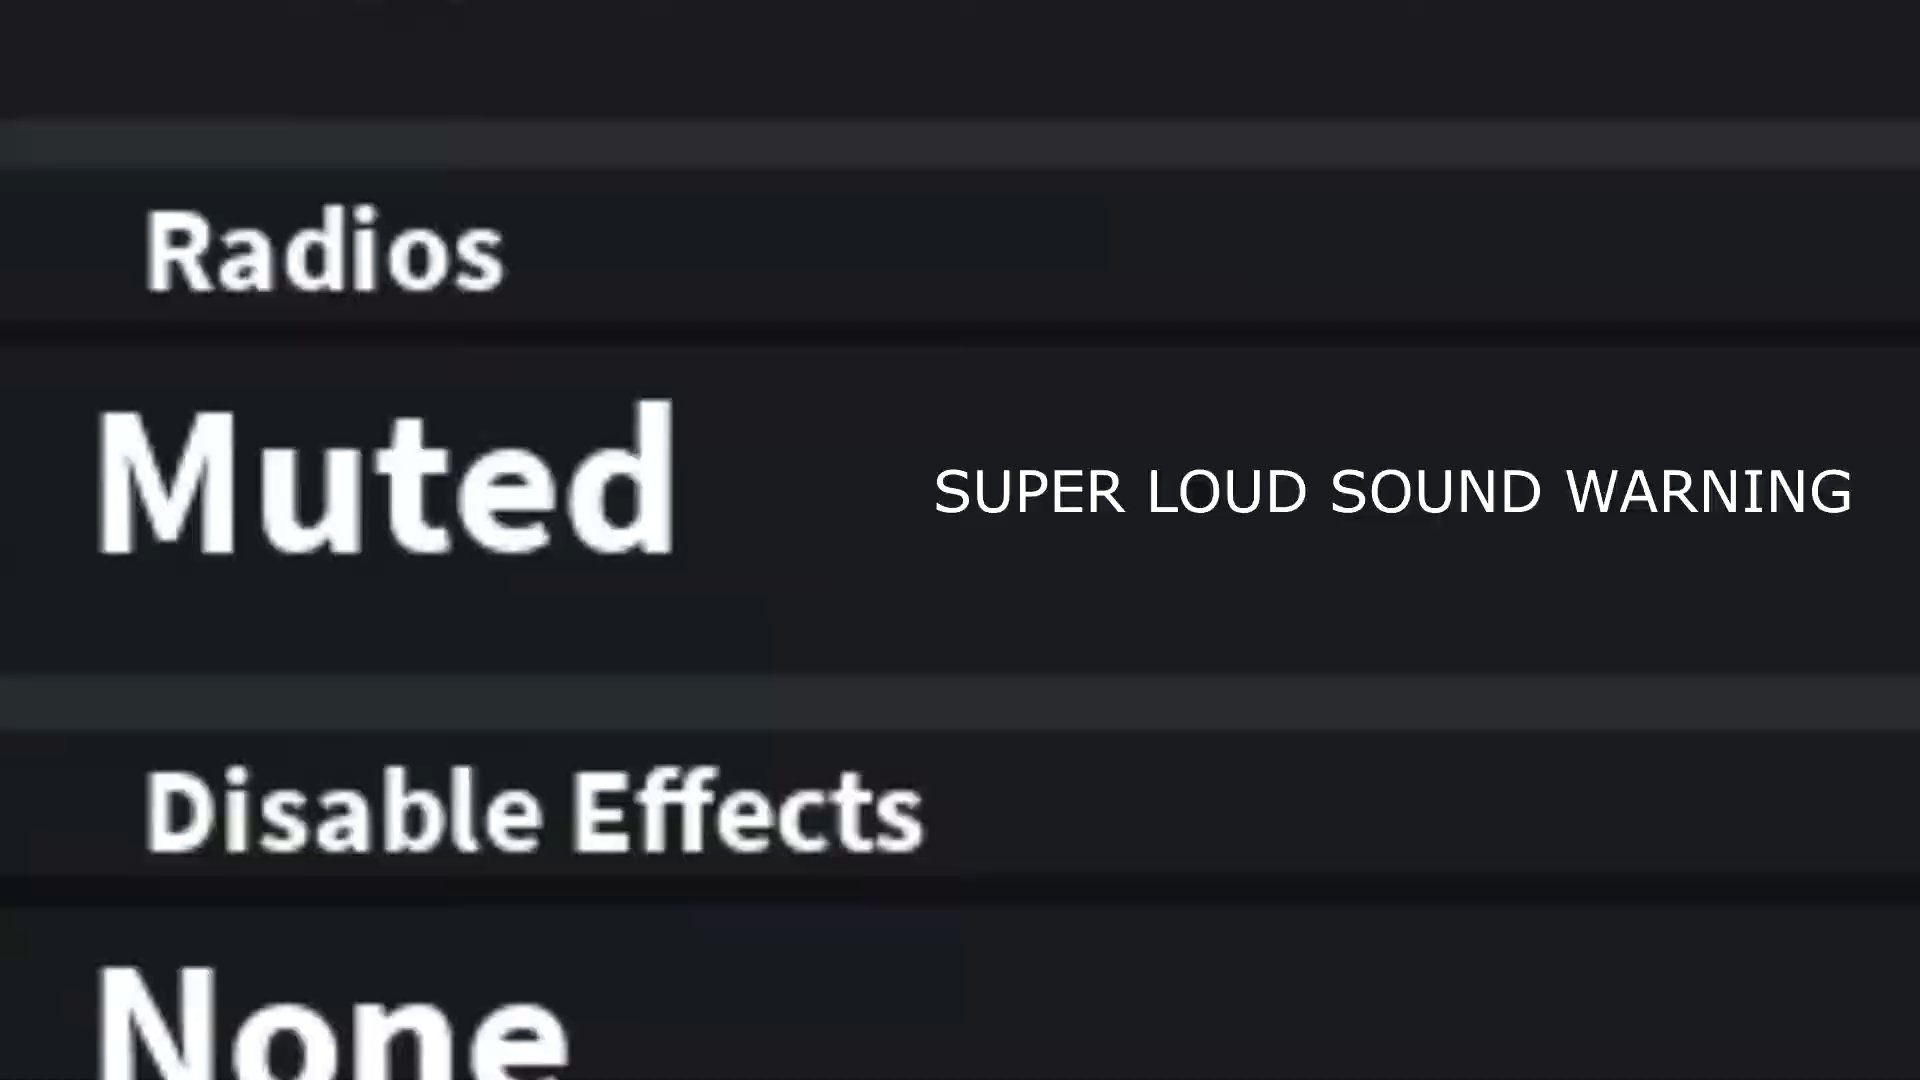 Radios
Muted
SUPER LOUD SOUND WARNING
Disable Effects
None